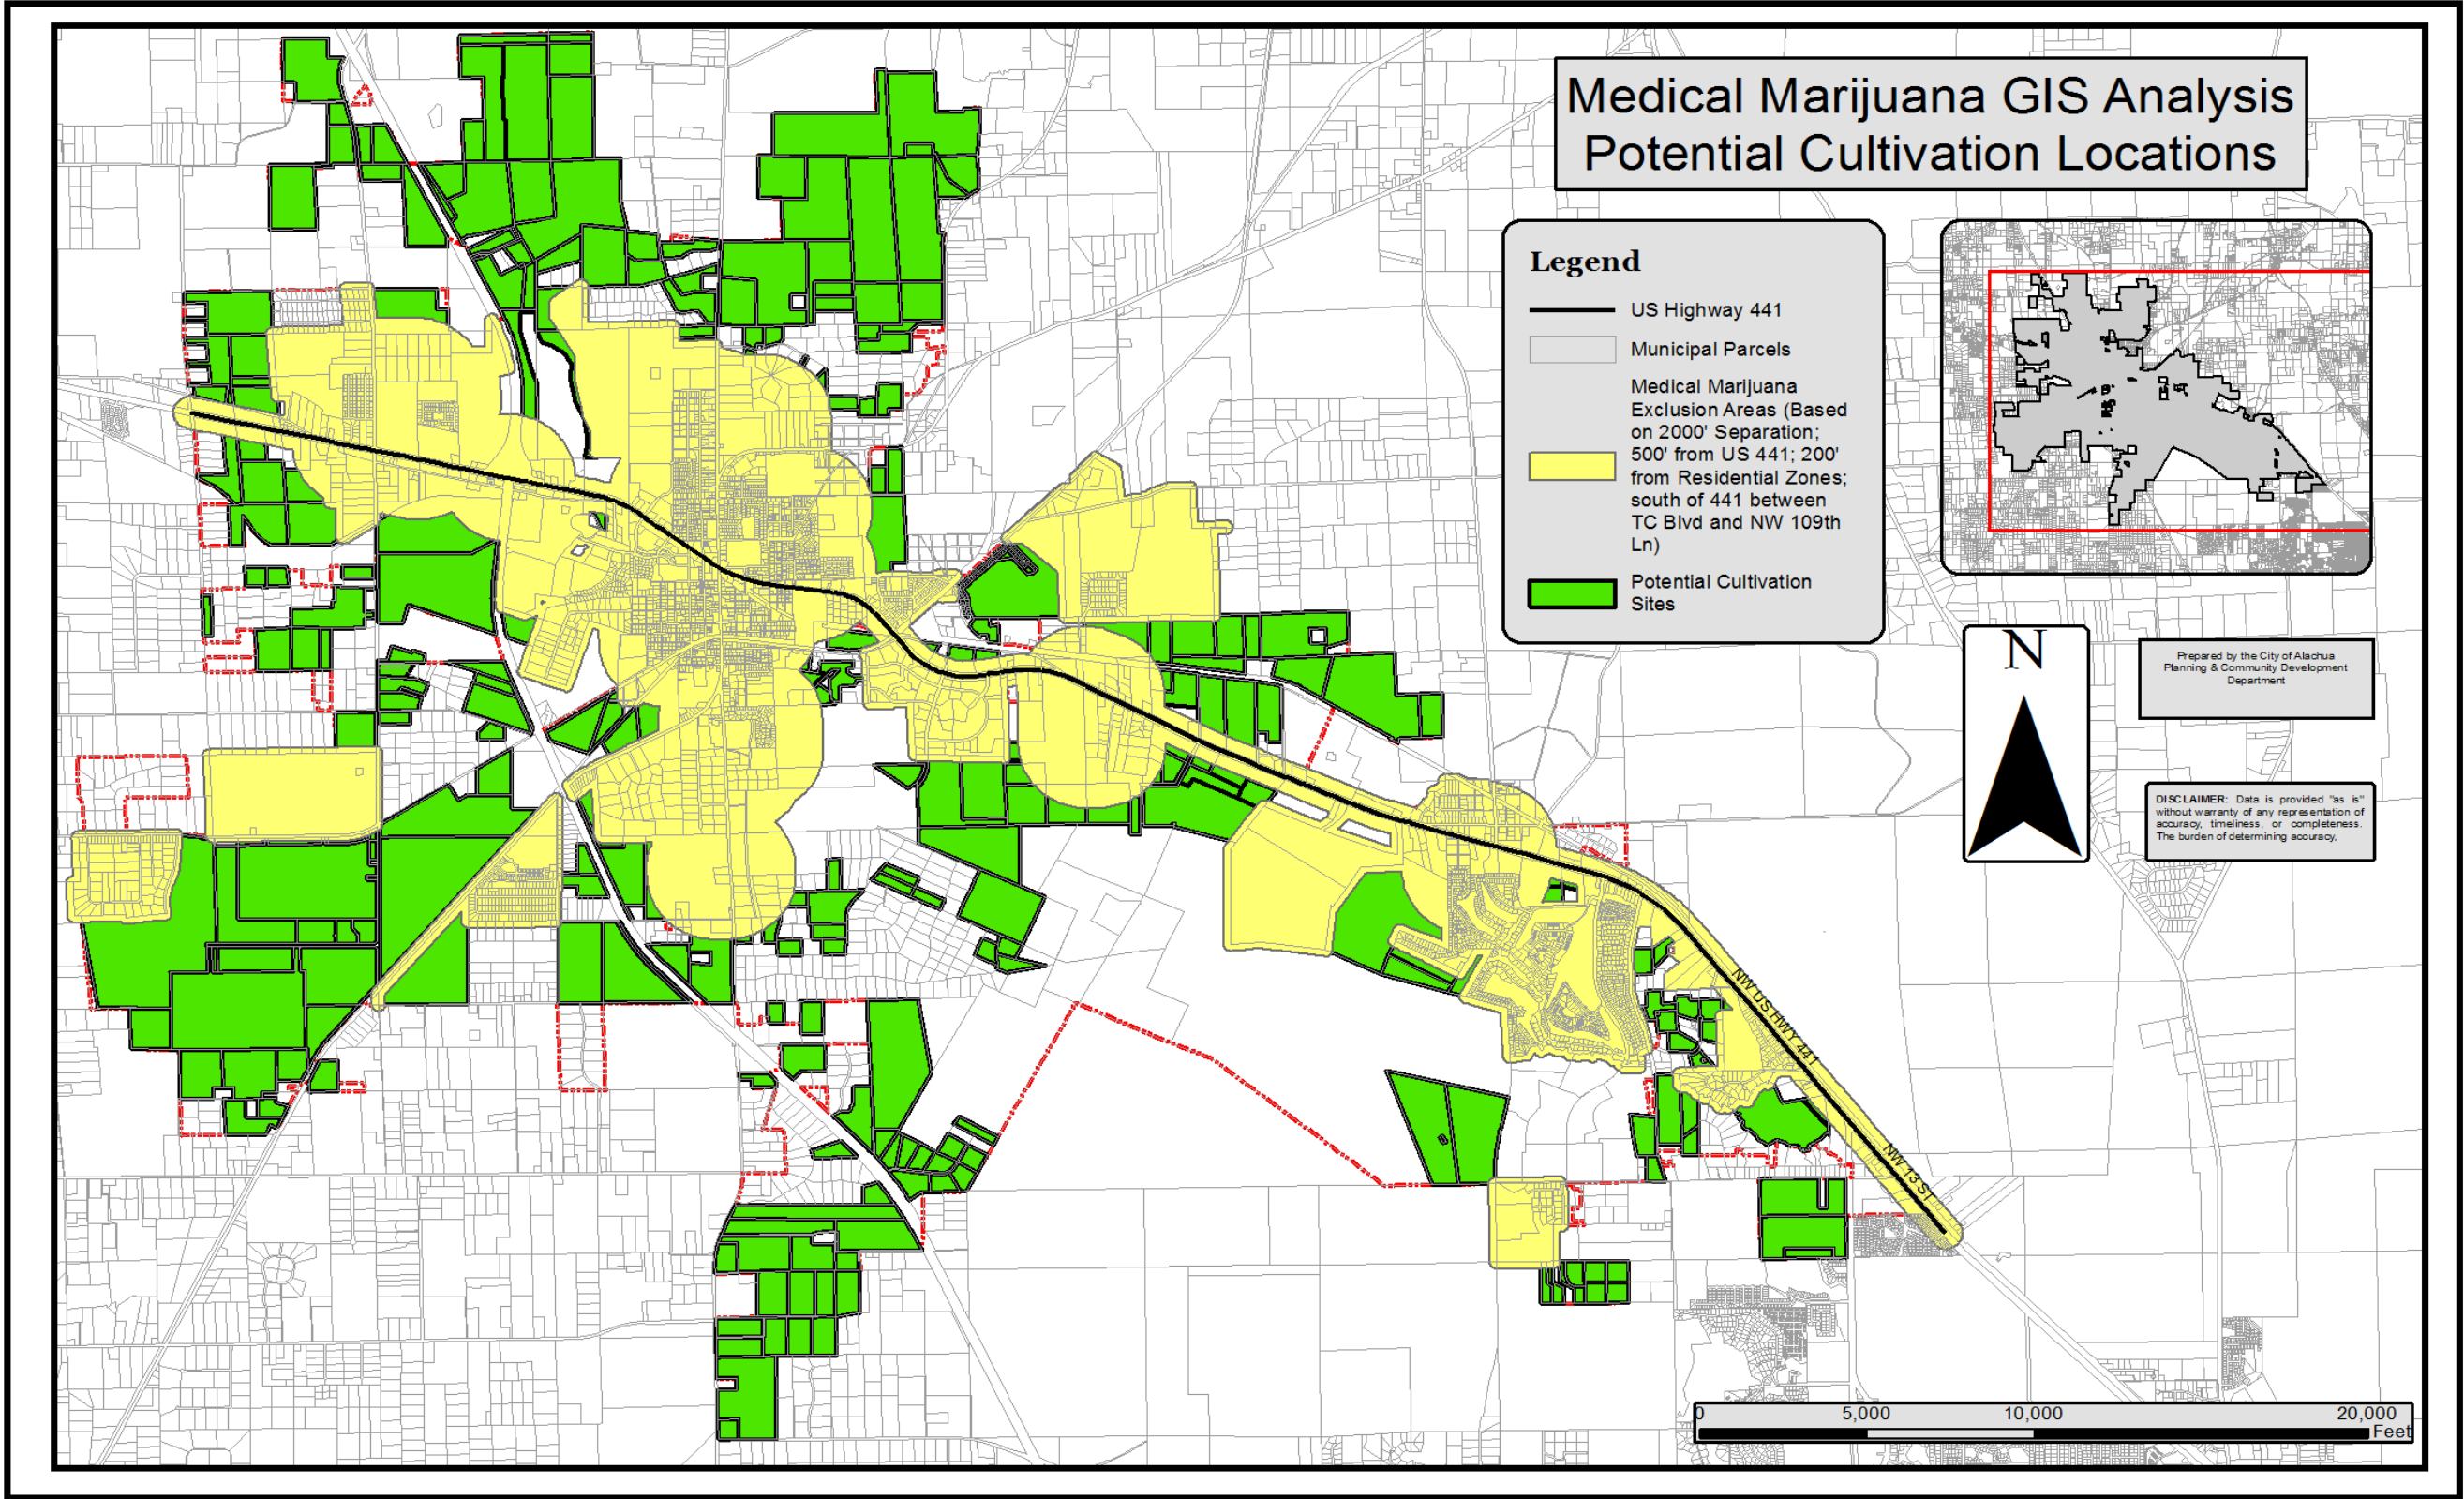 Medical Marijuana GIS Analysis
Potential Cultivation Locations
Legend
US Highway 441
Municipal Parcels
Medical Marijuana
Exclusion Areas (Based
on 2000' Separation;
500' from US 441; 200'
from Residential Zones;
south of 441 between
TC Blvd and NW 109th
Ln)
Potential Cultivation
Sites
N
Prepared by the City of Alachua
Planning & Community Development
Department
DISCLAIMER: Data is provided "as is"
without warranty of any representation of
accuracy, timeliness, or completeness.
The burden of determining accuracy,
NW US HWY 441
NW 13 ST
0 5,000 10,000 20,000
Feet